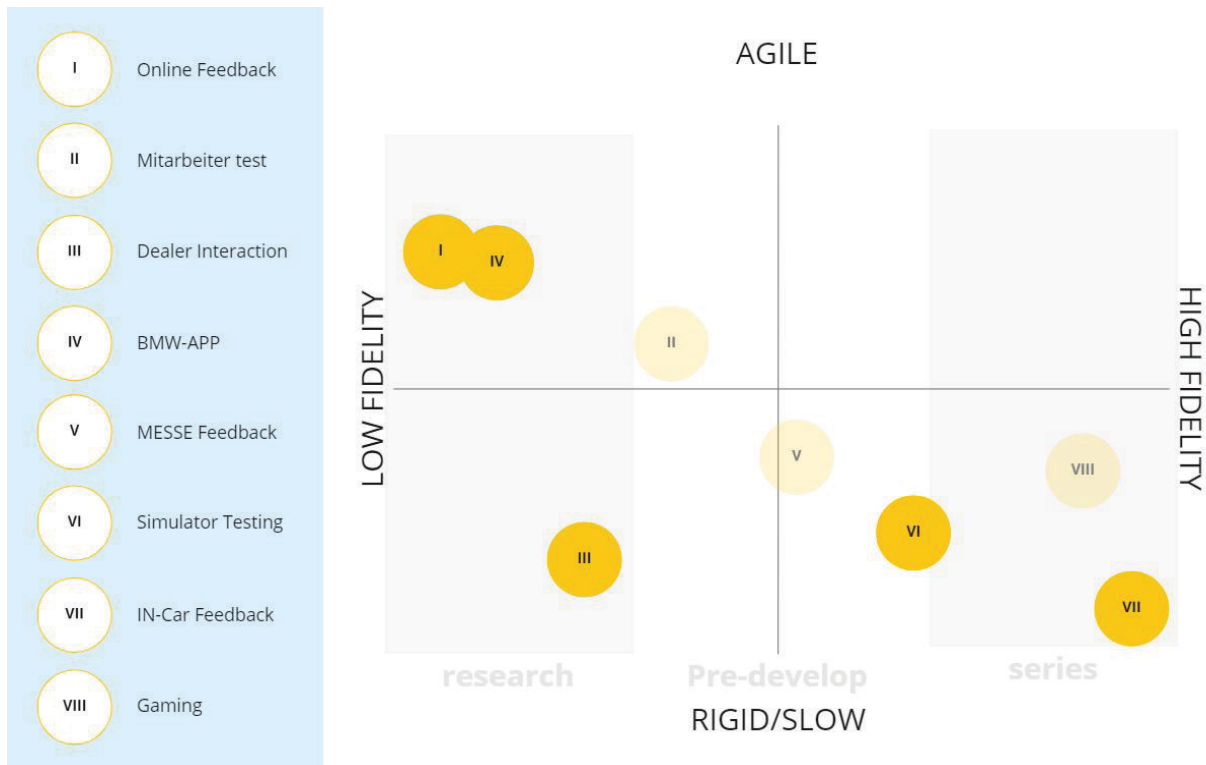 I Online Feedback
II Mitarbeiter test
III Dealer Interaction
IV BMW-APP
V MESSE Feedback
VI Simulator Testing
VII IN-Car Feedback
VIII Gaming
AGILE
LOW FIDELITY
HIGH FIDELITY
I
IV
II
V
VIII
VI
III
VII
research
Pre-develop
series
RIGID/SLOW